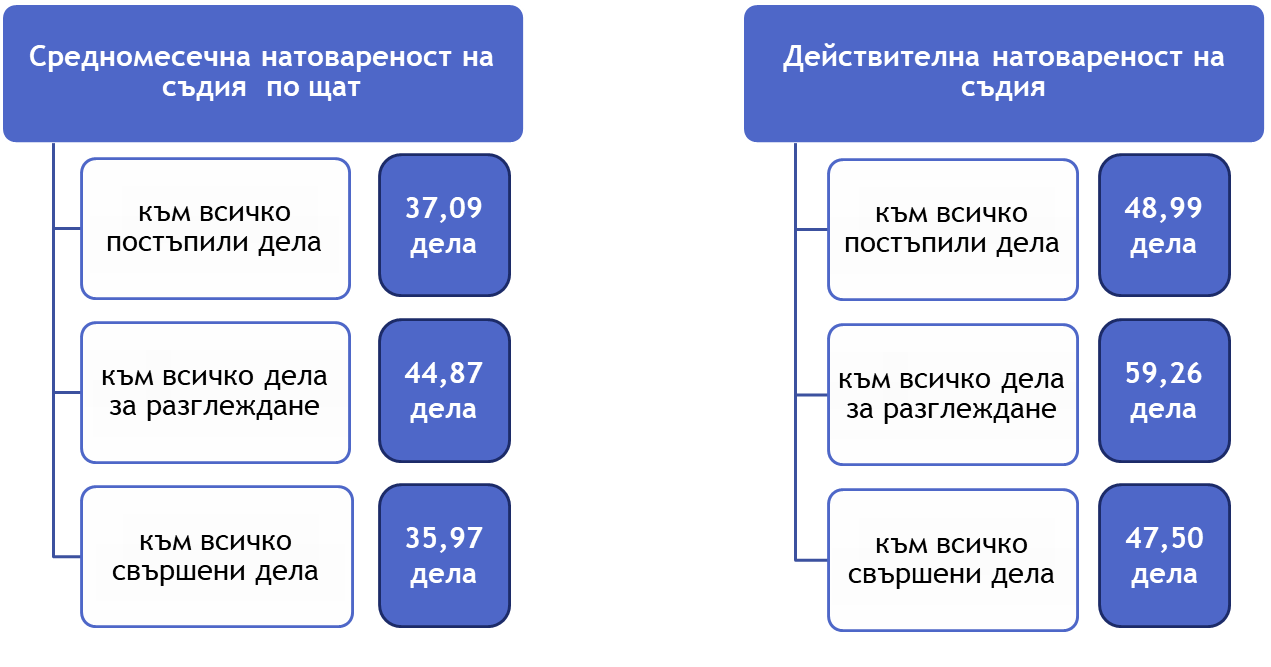 Средномесечна натовареност на
съдия по щат
към всичко
постъпили дела
37,09
дела
към всичко дела
за разглеждане
44,87
дела
към всичко
свършени дела
35,97
дела
Действителна натовареност на
съдия
към всичко
постъпили дела
48,99
дела
към всичко дела
за разглеждане
59,26
дела
към всичко
свършени дела
47,50
дела